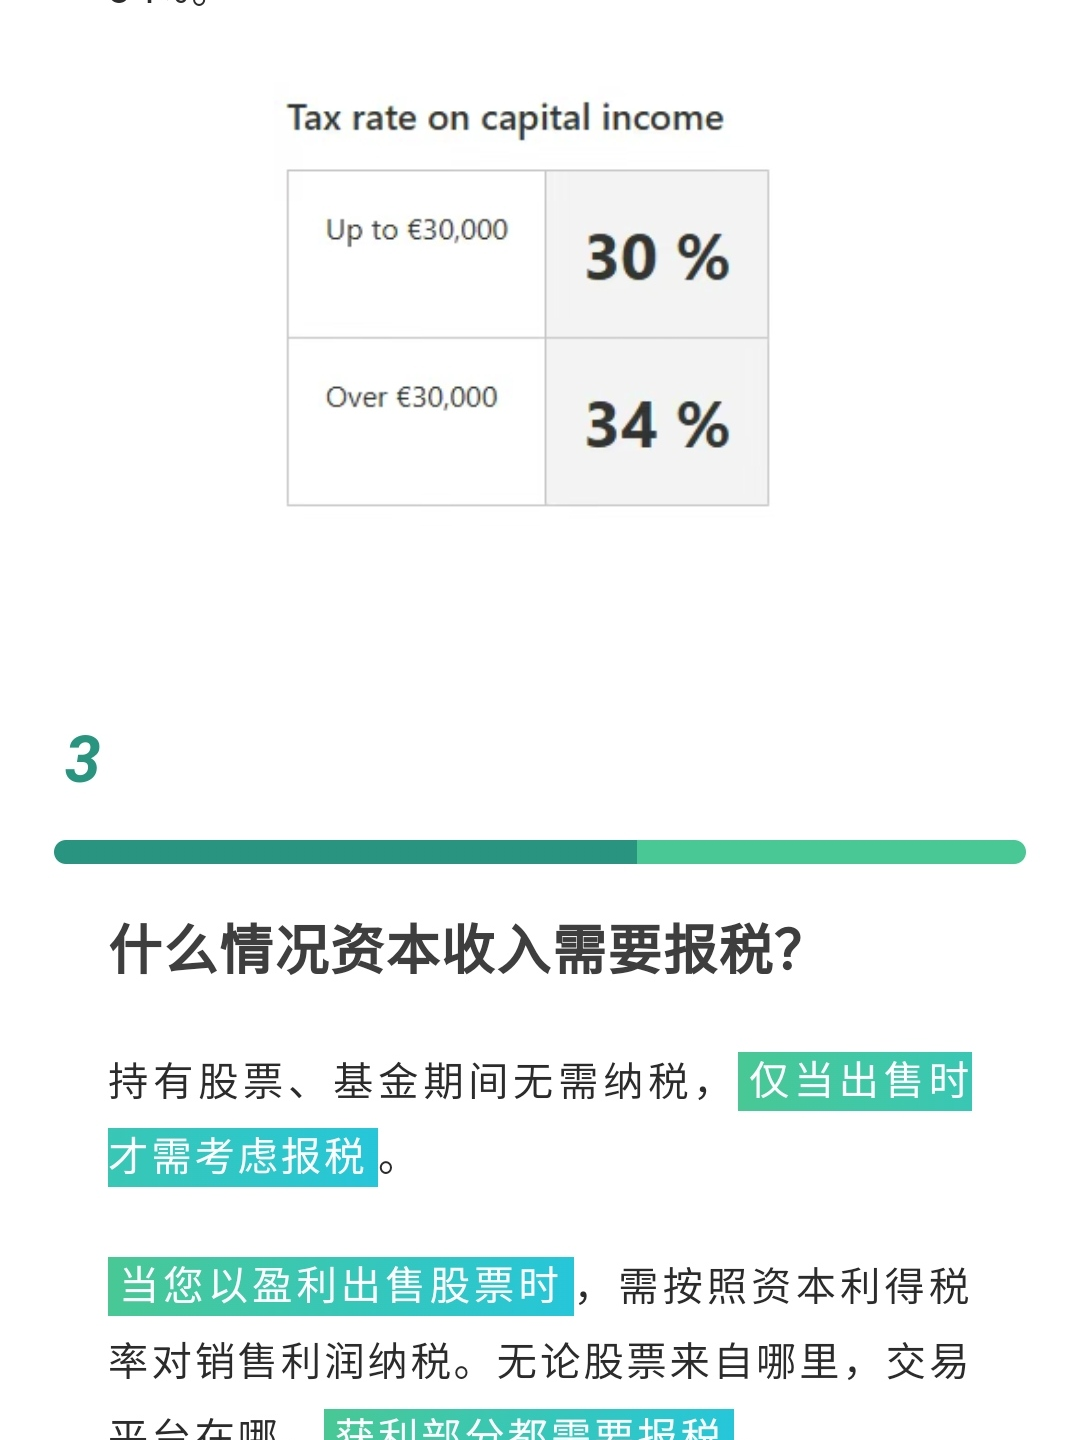 Tax rate on capital income
Up to €30,000
30 %
Over €30,000
34 %
3
什么情况资本收入需要报税？
持有股票、基金期间无需纳税，仅当出售时
才需考虑报税。
当您以盈利出售股票时，需按照资本利得税
率对销售利润纳税。无论股票来自哪里，交易
平台在哪，获利部分都需要报税